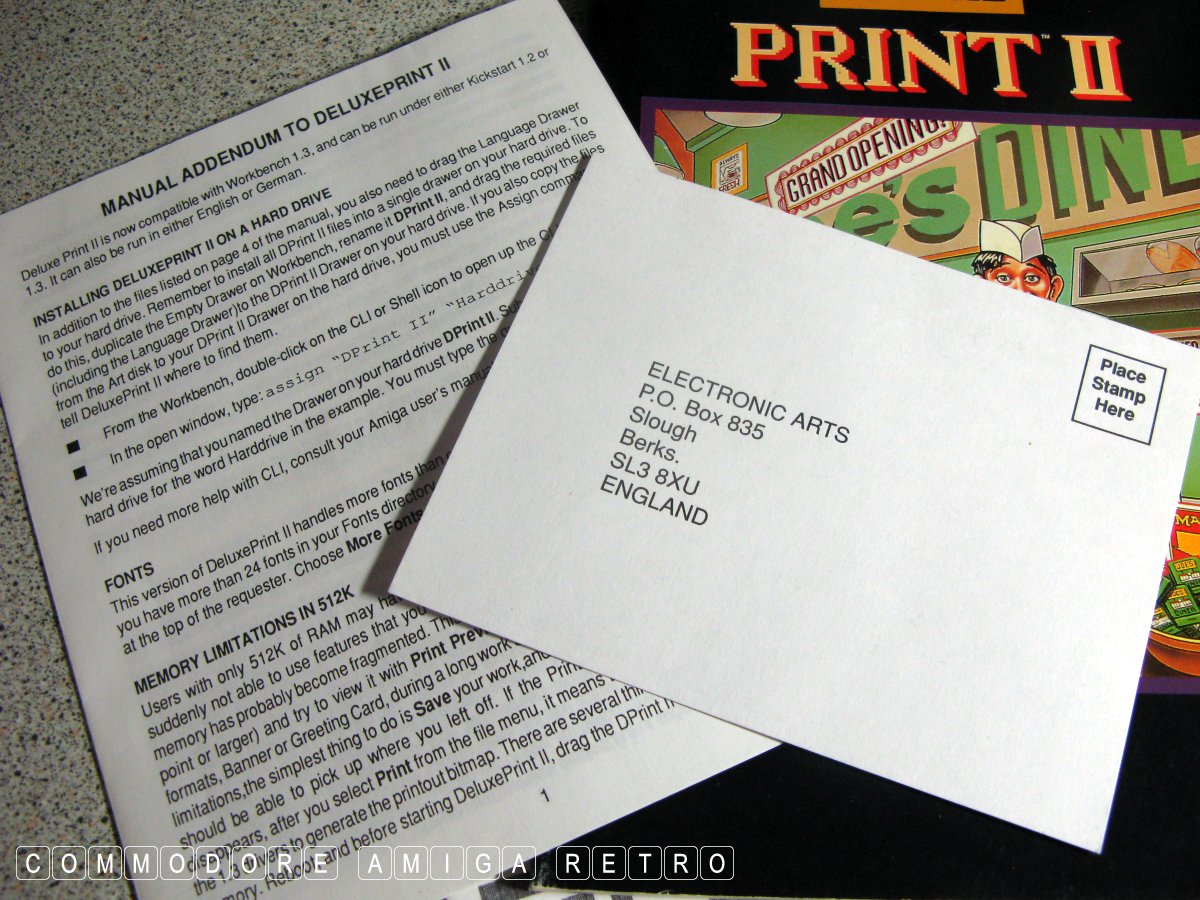 MANUAL ADDENDUM TO DELUXEPRINT II
Deluxe Print II is now compatible with Workbench 1.3, and can be run under either Kickstart 1.2 or
1.3. It can also be run in either English or German.
INSTALLING DELUXEPRINT II ON A HARD DRIVE
In addition to the files listed on page 4 of the manual, you also need to drag the Language Drawer
to your hard drive. Remember to install all DPrint II files into a single drawer on your hard drive. To
do this, duplicate the Empty Drawer on Workbench, rename it DPrint II, and drag the required files
(including the Language Drawer)to the DPrint II Drawer on your hard drive. If you also copy the files
from the Art disk to your DPrint II Drawer on the hard drive, you must use the Assign
tell DeluxePrint II where to find them.
■ From the Workbench, double-click on the CLI or Shell icon to open up the
■ In the open window, type: assign "DPrint II" "Harddriv
We're assuming that you named the Drawer on your hard drive DPrint II.
hard drive for the word Harddrive in the example. You must type the
If you need more help with CLI, consult your Amiga user's
FONTS
This version of DeluxePrint II handles more fonts than
you have more than 24 fonts in your Fonts directory
at the top of the requester. Choose More Fonts
MEMORY LIMITATIONS IN 512K
Users with only 512K of RAM may
suddenly not able to use features that you
memory has probably become fragmented.
point or larger) and try to view it with Print
formats, Banner or Greeting Card, during a long work
limitations,the simplest thing to do is Save your work,and
should be able to pick up where you left off. If the
disappears, after you select Print from the file menu, it means
the 1.3 drivers to generate the printout bitmap. There are several
Reboot and before starting DeluxePrint II, drag the DPrint II
1
PRINT™ II
GRAND OPENING!
ALWAYS
FRESH
e's DINE
ELECTRONIC ARTS
P.O. Box 835
Slough
Berks.
SL3 8XU
ENGLAND
Place
Stamp
Here
COMMODORE AMIGA RETRO